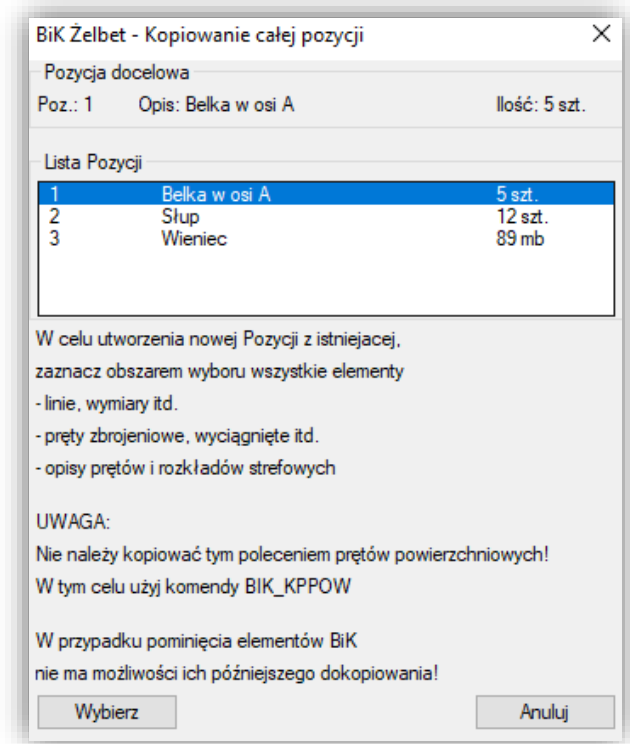 BiK Żelbet - Kopiowanie całej pozycji
Pozycja docelowa
Poz.: 1 Opis: Belka w osi A Ilość: 5 szt.
Lista Pozycji
1 Belka w osi A 5 szt.
2 Słup 12 szt.
3 Wieniec 89 mb
W celu utworzenia nowej Pozycji z istniejacej,
zaznacz obszarem wyboru wszystkie elementy
- linie, wymiary itd.
- pręty zbrojeniowe, wyciągnięte itd.
- opisy prętów i rozkładów strefowych
UWAGA:
Nie należy kopiować tym poleceniem prętów powierzchniowych!
W tym celu użyj komendy BIK_KPPOW
W przypadku pominięcia elementów BiK
nie ma możliwości ich późniejszego dokopiowania!
Wybierz Anuluj